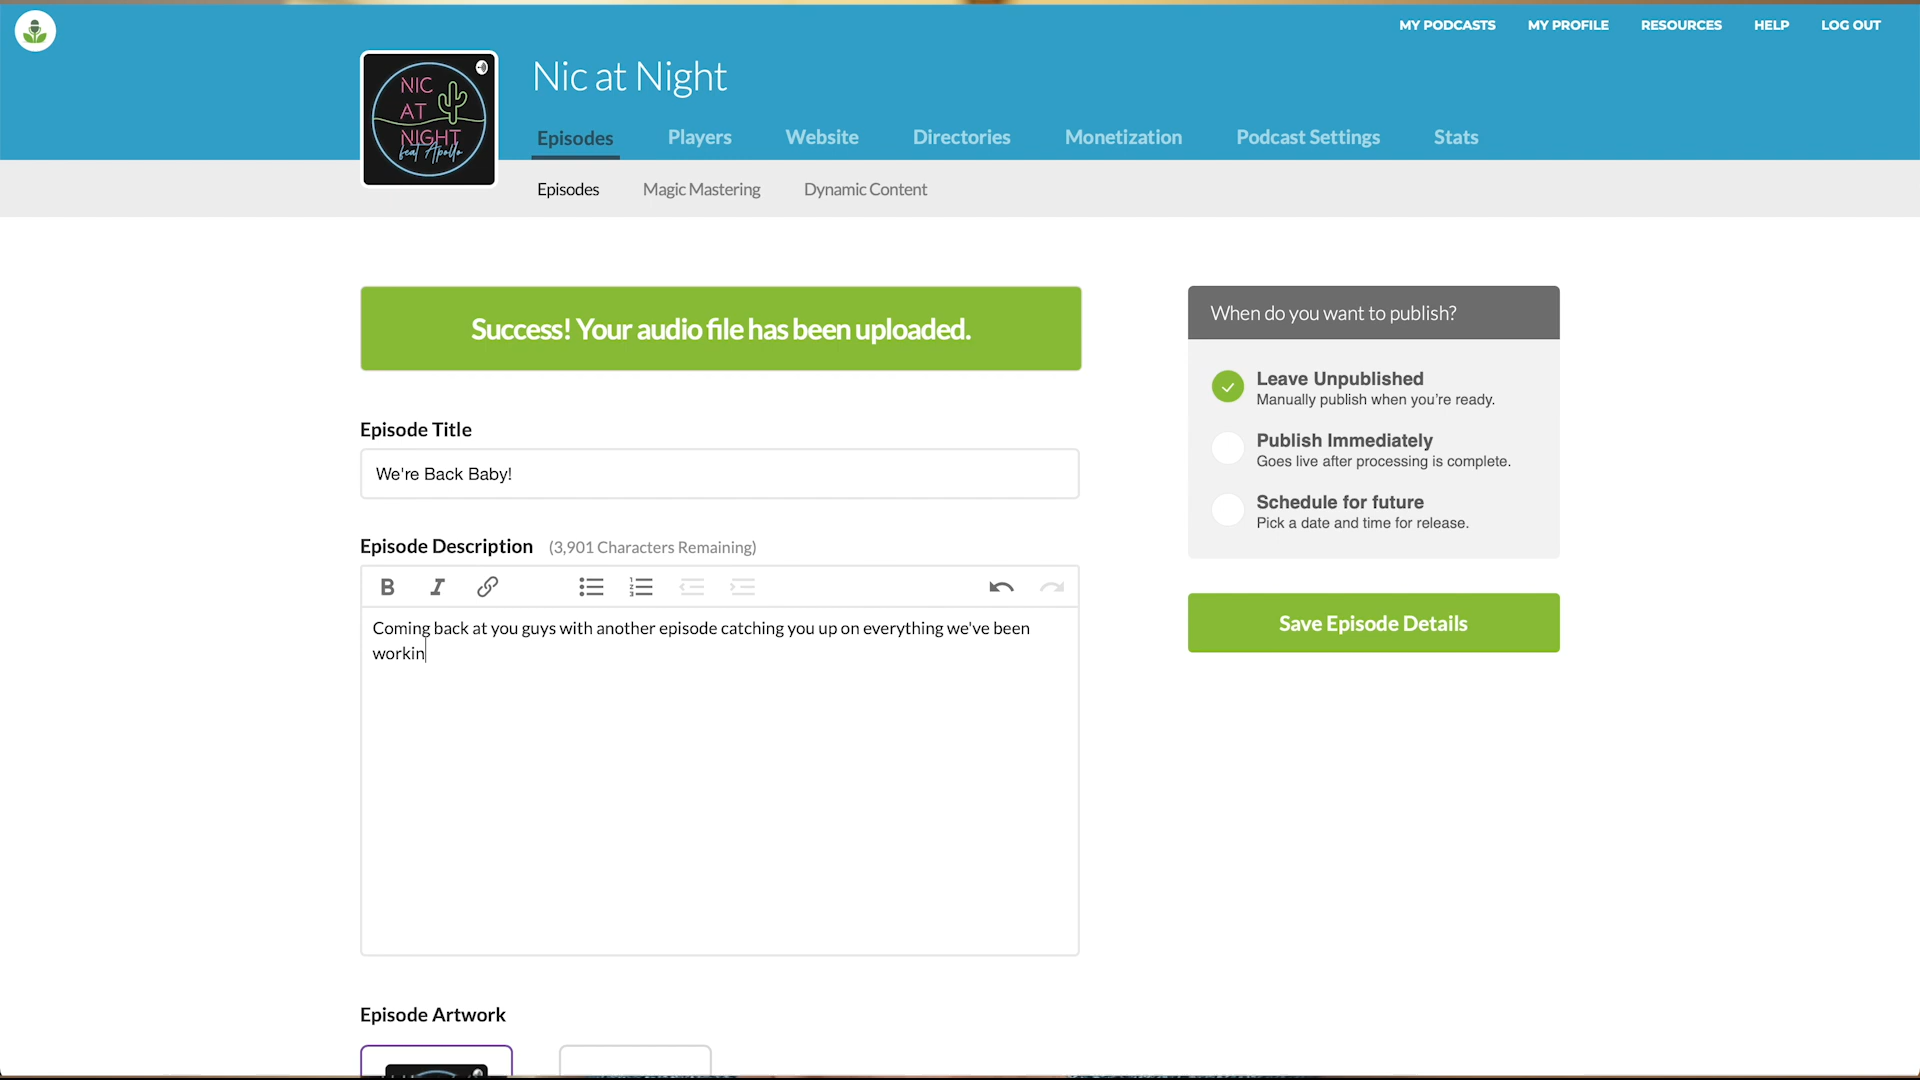 MY PODCASTS MY PROFILE RESOURCES HELP LOG OUT
NIC
AT
NIGHT
feat Apollo
Nic at Night
Episodes Players Website Directories Monetization Podcast Settings Stats
Episodes Magic Mastering Dynamic Content
Success! Your audio file has been uploaded.
Episode Title
We're Back Baby!
Episode Description (3,901 Characters Remaining)
B I
Coming back at you guys with another episode catching you up on everything we've been
workin
Episode Artwork
When do you want to publish?
Leave Unpublished
Manually publish when you're ready.
Publish Immediately
Goes live after processing is complete.
Schedule for future
Pick a date and time for release.
Save Episode Details